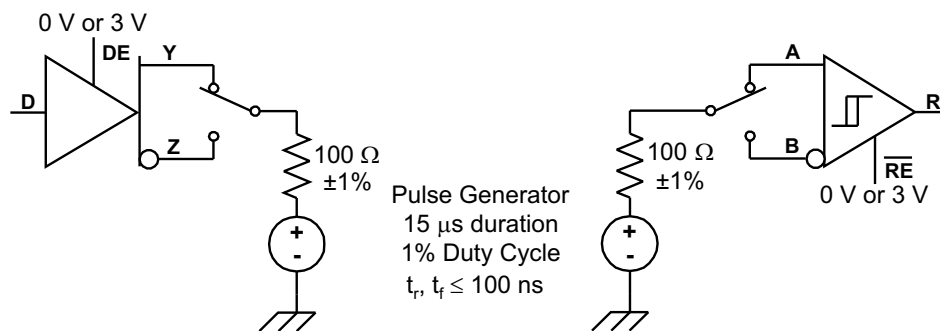 0 V or 3 V
DE
Y
D
Z
100 Ω
±1%
+
-
Pulse Generator
15 μs duration
1% Duty Cycle
tr, tf ≤ 100 ns
A
R
B
100 Ω
±1%
RE
0 V or 3 V
+
-